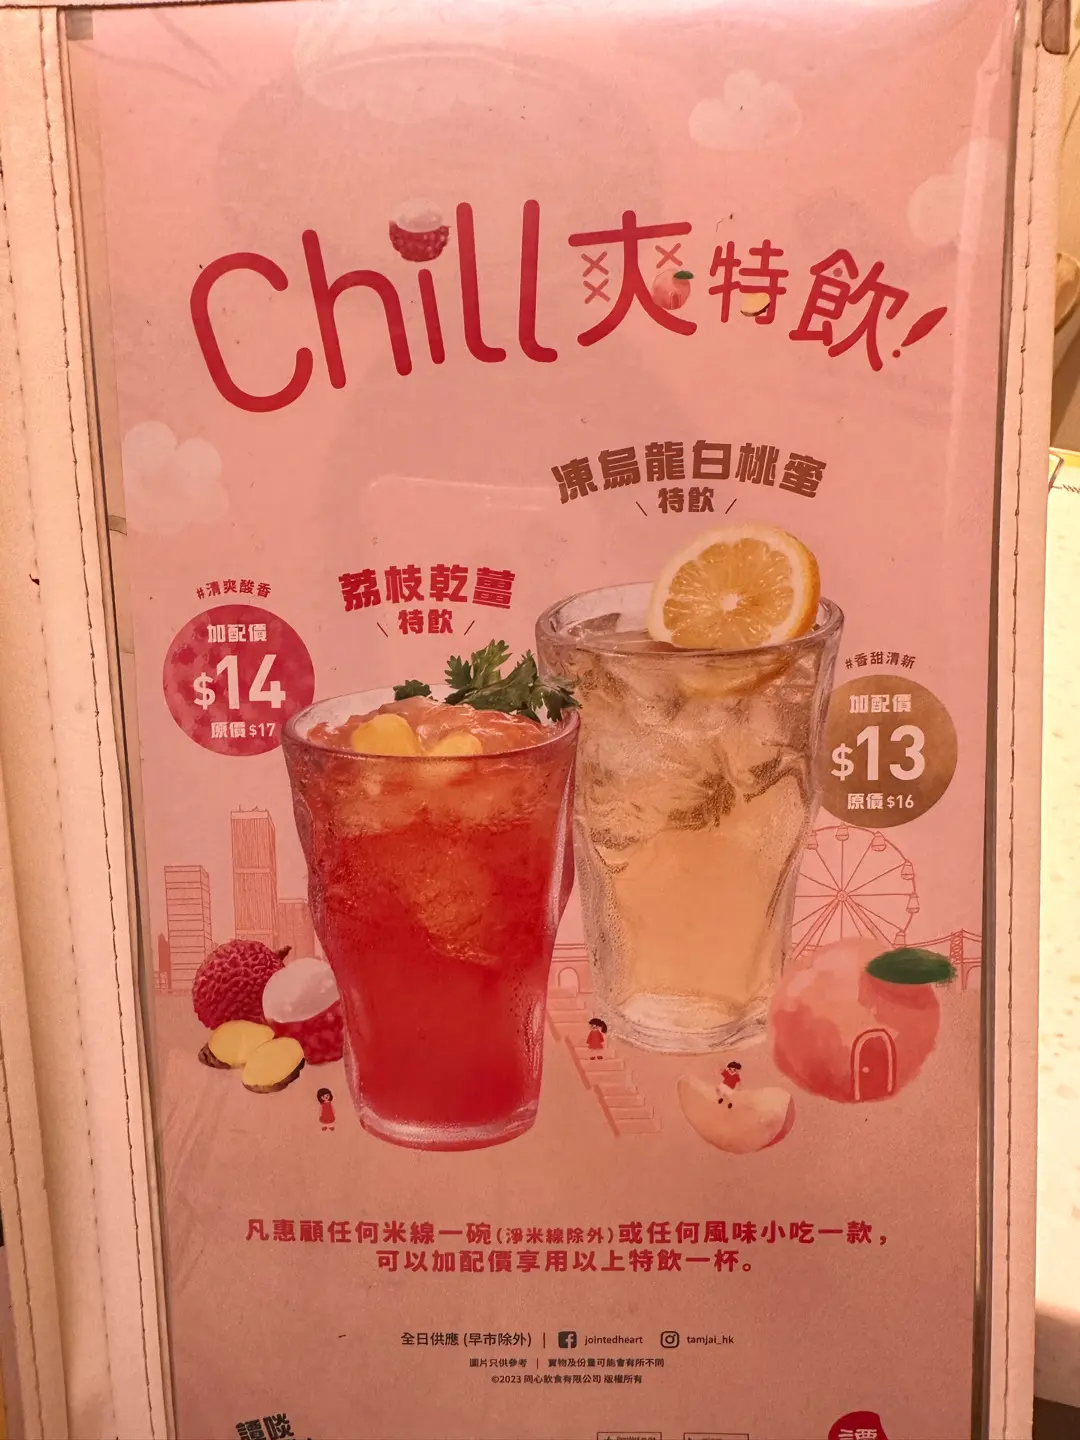 Chill爽特飲!
凍烏龍白桃蜜
特飲
荔枝乾薑
特飲
#清爽酸香
加配價
$14
原價$17
#香甜清新
加配價
$13
原價$16
凡惠顧任何米線一碗(淨米線除外)或任何風味小吃一款，
可以加配價享用以上特飲一杯。
全日供應 (早市除外) | jointedheart tamjai_hk
圖片只供參考 | 實物及份量可能會有所不同
©2023 同心飲食有限公司 版權所有
譚